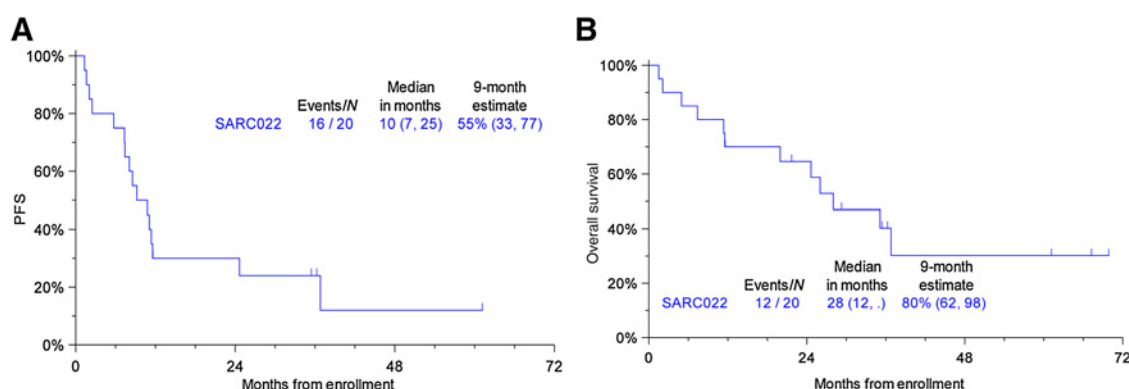 A
100%
80%
60%
40%
20%
0%
PFS
Median 9-month
Events/N in months estimate
SARC022 16 / 20 10 (7, 25) 55% (33, 77)
0 24 48 72
Months from enrollment
B
100%
80%
60%
40%
20%
0%
Overall survival
Median 9-month
Events/N in months estimate
SARC022 12 / 20 28 (12, .) 80% (62, 98)
0 24 48 72
Months from enrollment